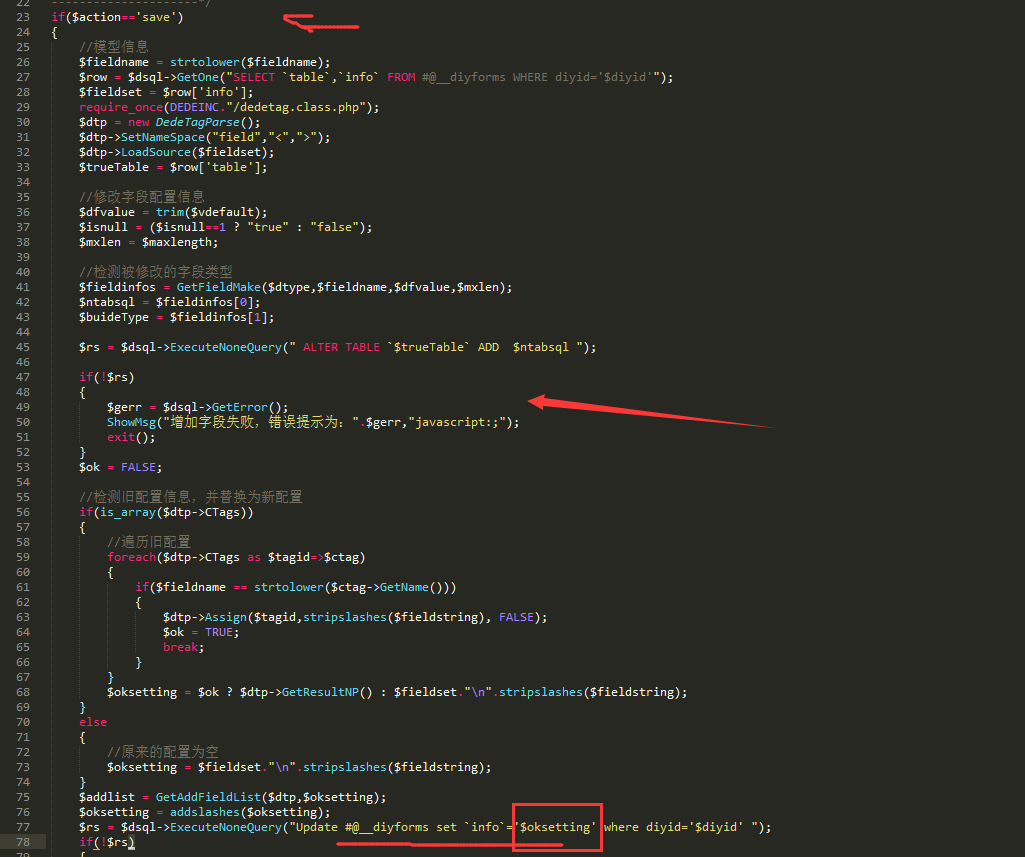 22 ---------------------*/
23 if($action=='save')
24 {
25 //模型信息
26 $fieldname = strtolower($fieldname);
27 $row = $dsql->GetOne("SELECT `table`,`info` FROM #@__diyforms WHERE diyid='$diyid'");
28 $fieldset = $row['info'];
29 require_once(DEDEINC."/dedetag.class.php");
30 $dtp = new DedeTagParse();
31 $dtp->SetNameSpace("field","<",">");
32 $dtp->LoadSource($fieldset);
33 $trueTable = $row['table'];
34
35 //修改字段配置信息
36 $dfvalue = trim($vdefault);
37 $isnull = ($isnull==1 ? "true" : "false");
38 $mxlen = $maxlength;
39
40 //检测被修改的字段类型
41 $fieldinfos = GetFieldMake($dtype,$fieldname,$dfvalue,$mxlen);
42 $ntabsql = $fieldinfos[0];
43 $buideType = $fieldinfos[1];
44
45 $rs = $dsql->ExecuteNoneQuery(" ALTER TABLE `$trueTable` ADD  $ntabsql ");
46
47 if(!$rs)
48 {
49 $gerr = $dsql->GetError();
50 ShowMsg("增加字段失败，错误提示为：".$gerr,"javascript:;");
51 exit();
52 }
53 $ok = FALSE;
54
55 //检测旧配置信息，并替换为新配置
56 if(is_array($dtp->CTags))
57 {
58 //遍历旧配置
59 foreach($dtp->CTags as $tagid=>$ctag)
60 {
61 if($fieldname == strtolower($ctag->GetName()))
62 {
63 $dtp->Assign($tagid,stripslashes($fieldstring), FALSE);
64 $ok = TRUE;
65 break;
66 }
67 }
68 $oksetting = $ok ? $dtp->GetResultNP() : $fieldset."\n".stripslashes($fieldstring);
69 }
70 else
71 {
72 //原来的配置为空
73 $oksetting = $fieldset."\n".stripslashes($fieldstring);
74 }
75 $addlist = GetAddFieldList($dtp,$oksetting);
76 $oksetting = addslashes($oksetting);
77 $rs = $dsql->ExecuteNoneQuery("Update #@__diyforms set `info`='$oksetting' where diyid='$diyid' ");
78 if(!$rs)
79 {